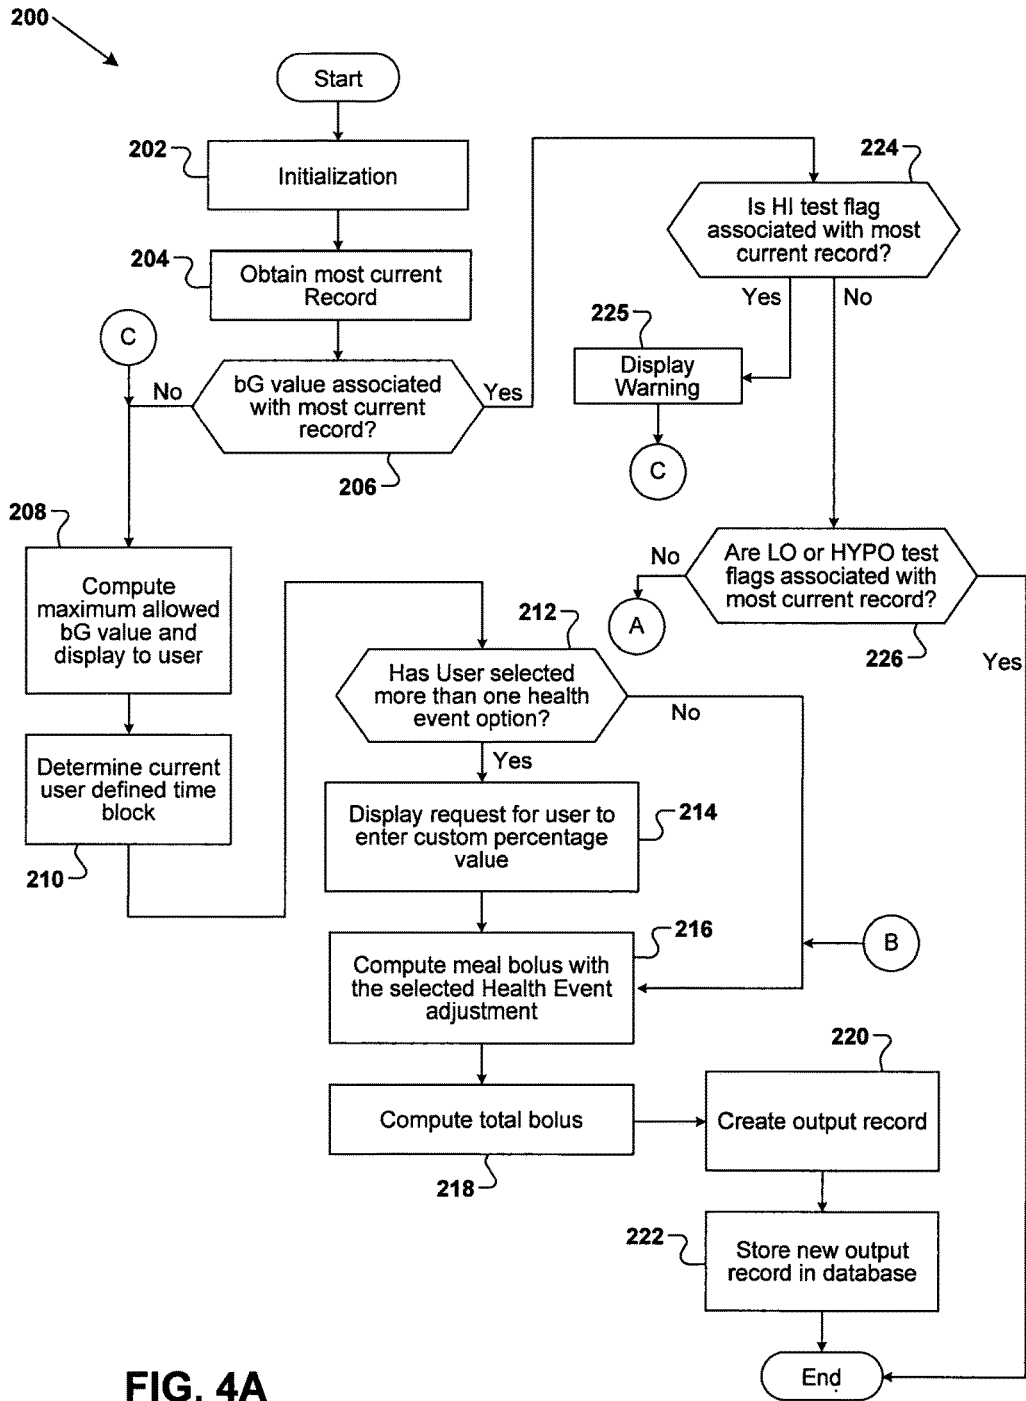 200
Start
202
Initialization
204
Obtain most current
Record
C
No
bG value associated
with most current
record?
Yes
206
224
Is HI test flag
associated with most
current record?
Yes
No
225
Display
Warning
C
208
Compute
maximum allowed
bG value and
display to user
No
Are LO or HYPO test
flags associated with
most current record?
A
226
Yes
212
Has User selected
more than one health
event option?
No
Yes
Determine current
user defined time
block
210
Display request for user to
enter custom percentage
value
214
216
Compute meal bolus with
the selected Health Event
adjustment
B
220
Compute total bolus
218
Create output record
222
Store new output
record in database
End
FIG. 4A